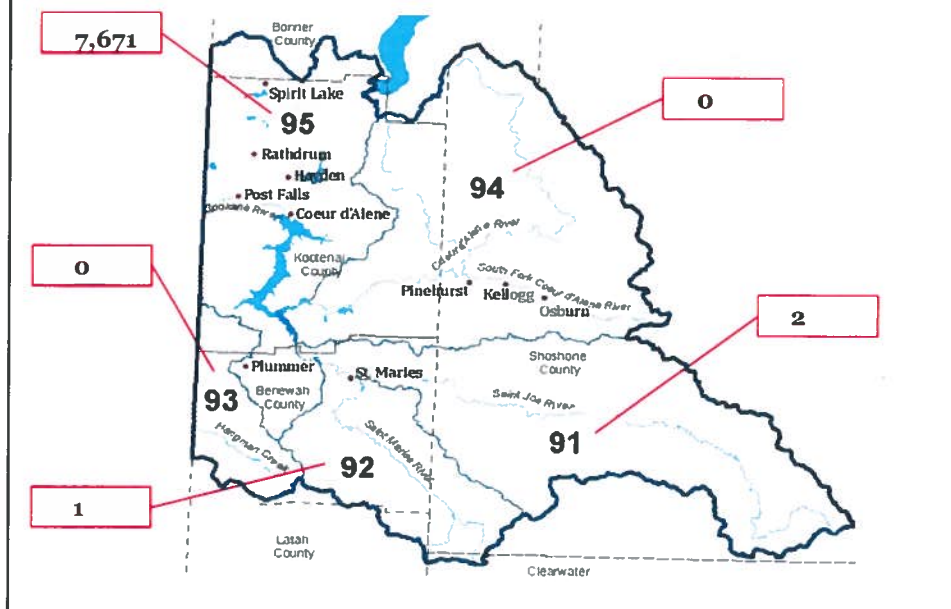 Bonner
County
7,671
Spirit Lake
95
0
Rathdrum
Hayden
94
Post Falls
Spokane River
Coeur d'Alene
Coeur d'Alene River
Kootenai
County
0
South Fork Coeur d'Alene River
Pinehurst
Kellogg
Osburn
2
Shoshone
County
Plummer
St. Maries
Benewah
County
93
Saint Joe River
Hangman Creek
Saint Maries River
91
92
1
Latah
County
Clearwater